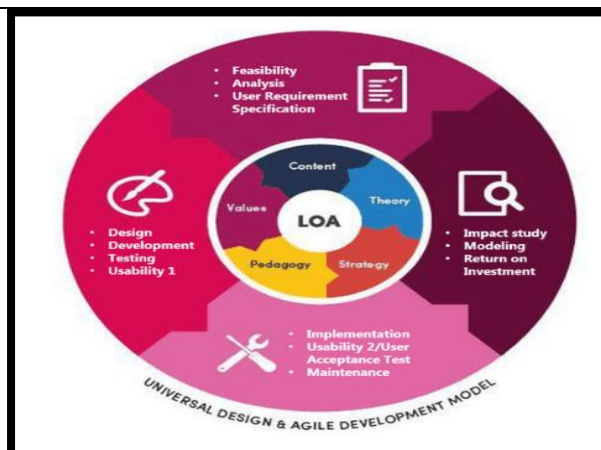 • Feasibility
• Analysis
• User Requirement
Specification
• Design
• Development
• Testing
• Usability 1
Content
Theory
Strategy
Pedagogy
Values
LOA
• Impact study
• Modeling
• Return on
Investment
• Implementation
• Usability 2/User
Acceptance Test
• Maintenance
UNIVERSAL DESIGN & AGILE DEVELOPMENT MODEL